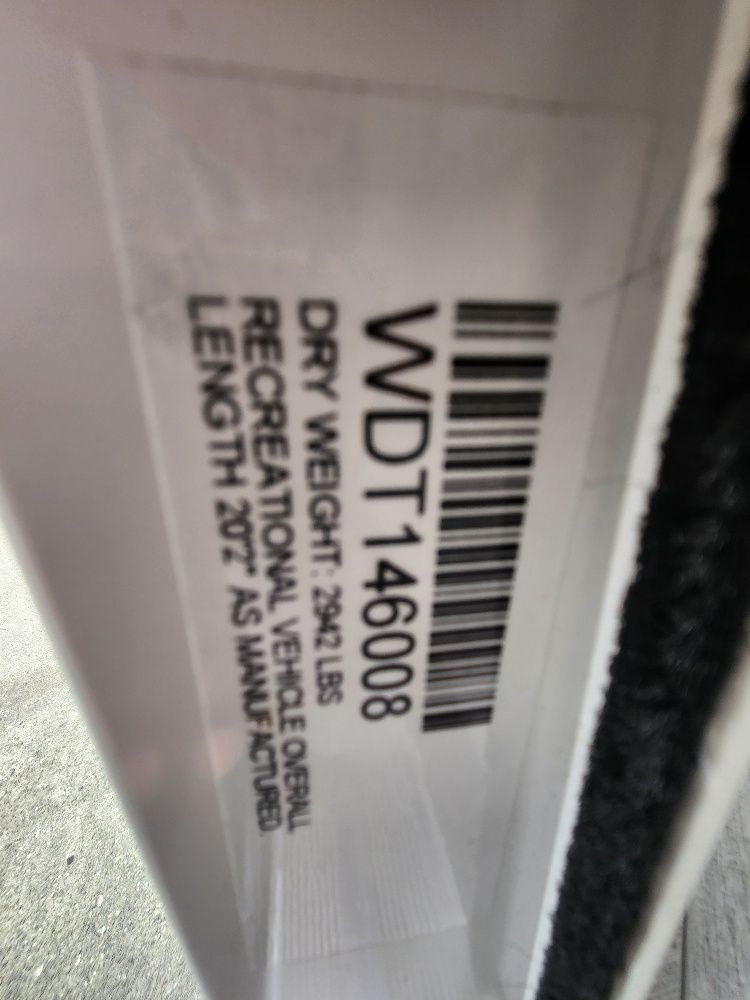 WDT146008
DRY WEIGHT: 2942 LBS
RECREATIONAL VEHICLE OVERALL
LENGTH 20'2" AS MANUFACTURED